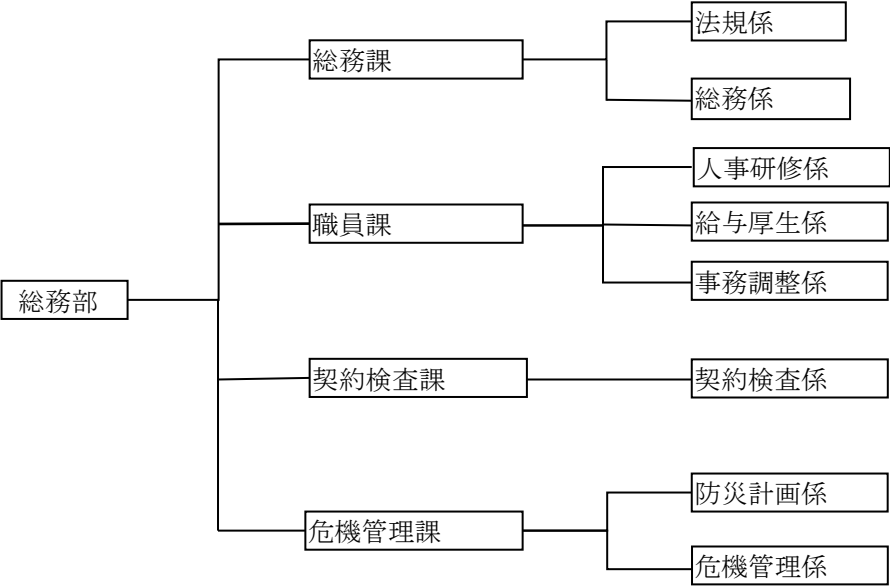 総務部
総務課
法規係
総務係
職員課
人事研修係
給与厚生係
事務調整係
契約検査課
契約検査係
危機管理課
防災計画係
危機管理係